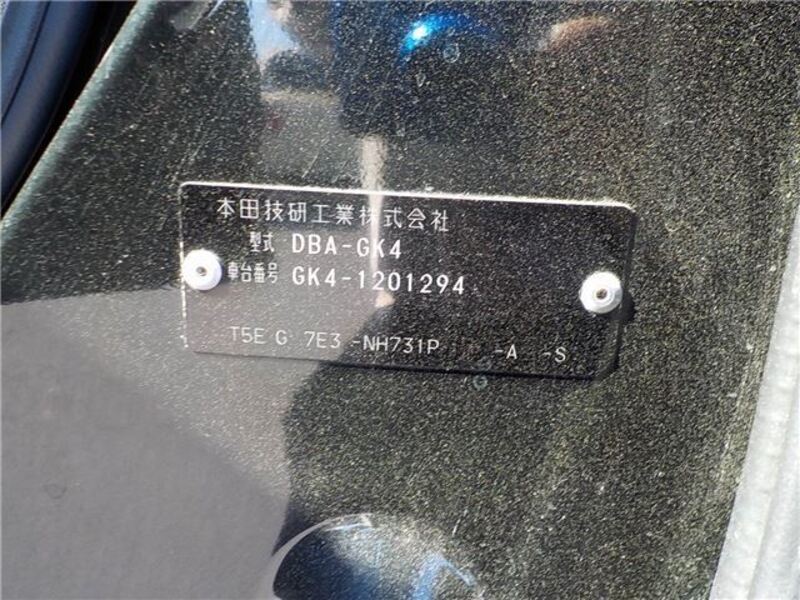 本田技研工業株式会社
型式 DBA-GK4
車台番号 GK4-1201294
T5E G 7E3 -NH731P -A -S